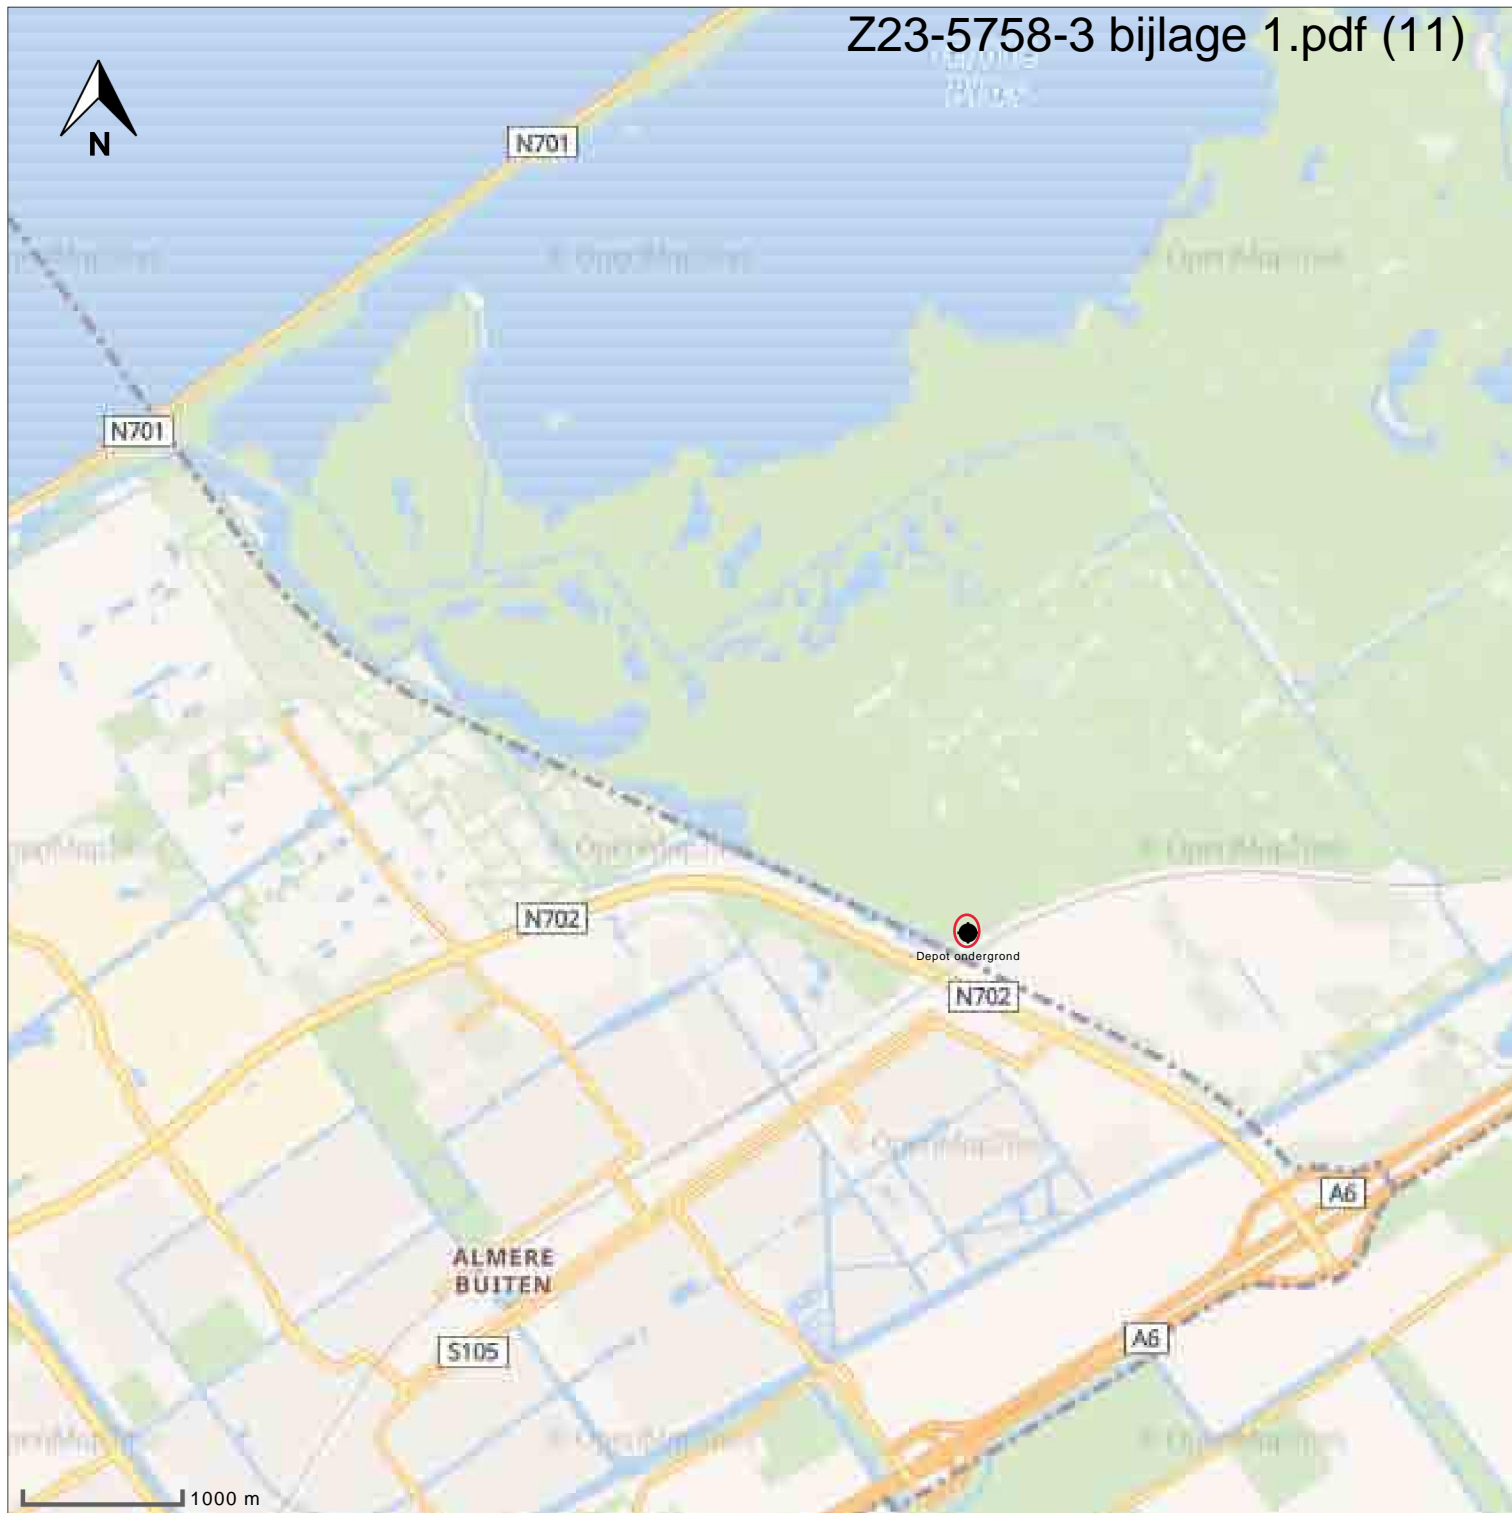 Z23-5758-3 bijlage 1.pdf (11)
N
N701
N701
N702
Depot ondergrond
N702
A6
ALMERE
BUITEN
A6
S105
1000 m